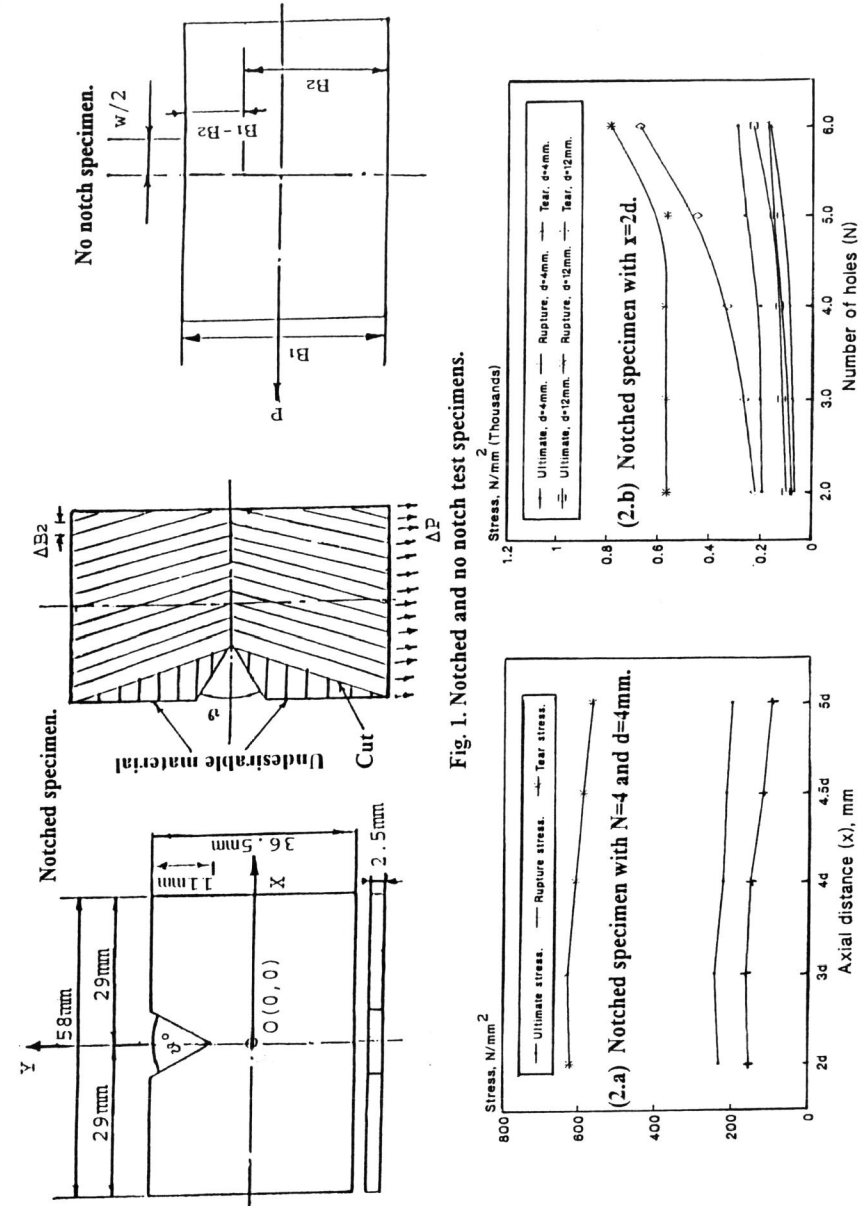 Notched specimen.
Y
58mm
29mm
29mm
ϑ°
O(0,0)
X
11mm
36.5mm
2.5mm
Undesirable material
Cut
ϑ
ΔB2
ΔP
No notch specimen.
w/2
B1-B2
B2
B1
P
Fig. 1. Notched and no notch test specimens.
Stress, N/mm²
800
600
400
200
0
Ultimate stress.
Rupture stress.
Tear stress.
(2.a) Notched specimen with N=4 and d=4mm.
2d
3d
4d
4.5d
5d
Axial distance (x), mm
Stress, N/mm² (Thousands)
1.2
1
0.8
0.6
0.4
0.2
0
Ultimate, d=4mm.
Rupture, d=4mm.
Tear, d=4mm.
Ultimate, d=12mm.
Rupture, d=12mm.
Tear, d=12mm.
(2.b) Notched specimen with x=2d.
2.0
3.0
4.0
5.0
6.0
Number of holes (N)